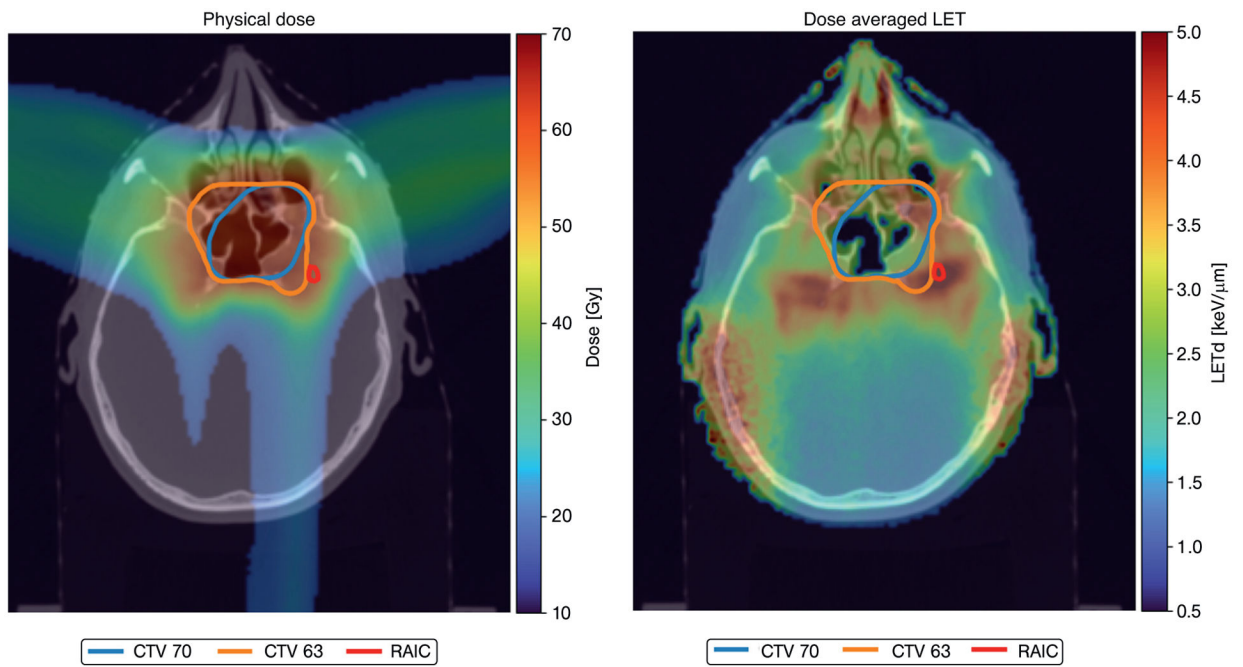 Physical dose
70
60
50
40
30
20
10
Dose [Gy]
CTV 70 CTV 63 RAIC
Dose averaged LET
5.0
4.5
4.0
3.5
3.0
2.5
2.0
1.5
1.0
0.5
LETd [keV/μm]
CTV 70 CTV 63 RAIC